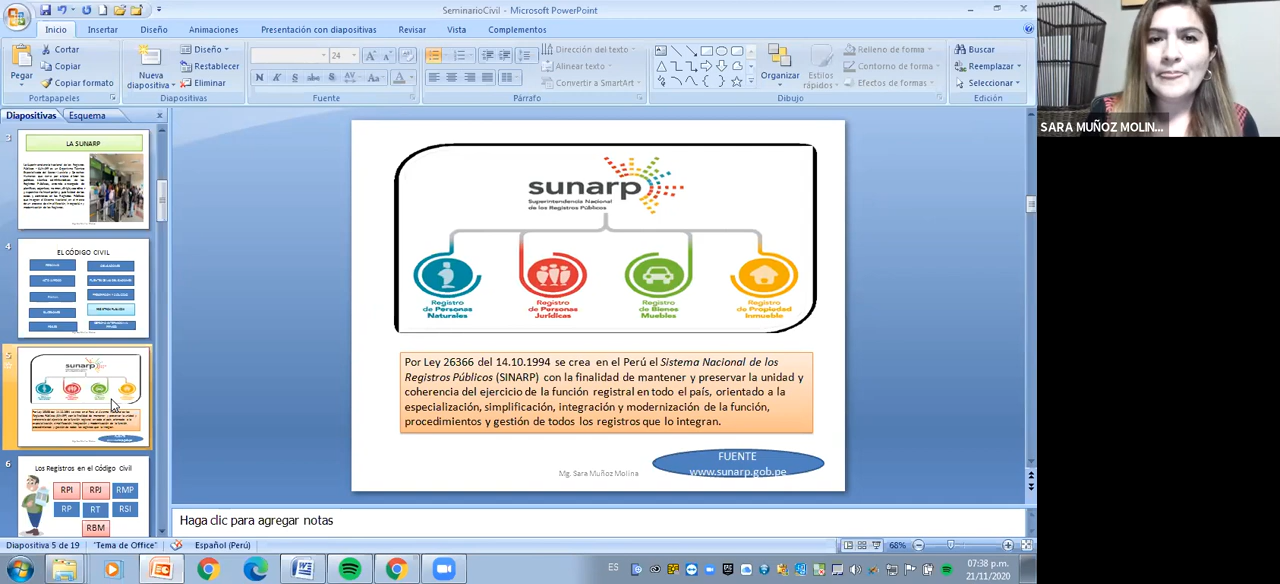 SeminarioCivil - Microsoft PowerPoint
Inicio Insertar Diseño Animaciones Presentación con diapositivas Revisar Vista Complementos
Pegar
Cortar
Copiar
Copiar formato
Portapapeles
Nueva diapositiva
Diseño
Restablecer
Eliminar
Diapositivas
24
Fuente
Dirección del texto
Alinear texto
Convertir a SmartArt
Párrafo
Organizar
Estilos rápidos
Relleno de forma
Contorno de forma
Efectos de formas
Dibujo
Buscar
Reemplazar
Seleccionar
Edición
SARA MUÑOZ MOLIN...
Diapositivas Esquema
3
LA SUNARP
4
EL CÓDIGO CIVIL
5
sunarp
6
Los Registros en el Código Civil
RPI RPJ RMP
RP RT RSI
RBM
sunarp
Superintendencia Nacional
de los Registros Públicos
Registro
de Personas
Naturales
Registro
de Personas
Jurídicas
Registro
de Bienes
Muebles
Registro
de Propiedad
Inmueble
Por Ley 26366 del 14.10.1994 se crea en el Perú el Sistema Nacional de los
Registros Públicos (SINARP) con la finalidad de mantener y preservar la unidad y
coherencia del ejercicio de la función registral en todo el país, orientado a la
especialización, simplificación, integración y modernización de la función,
procedimientos y gestión de todos los registros que lo integran.
FUENTE
www.sunarp.gob.pe
Mg. Sara Muñoz Molina
Haga clic para agregar notas
Diapositiva 5 de 19 "Tema de Office" Español (Perú) 68%
ES
07:38 p.m.
21/11/2020